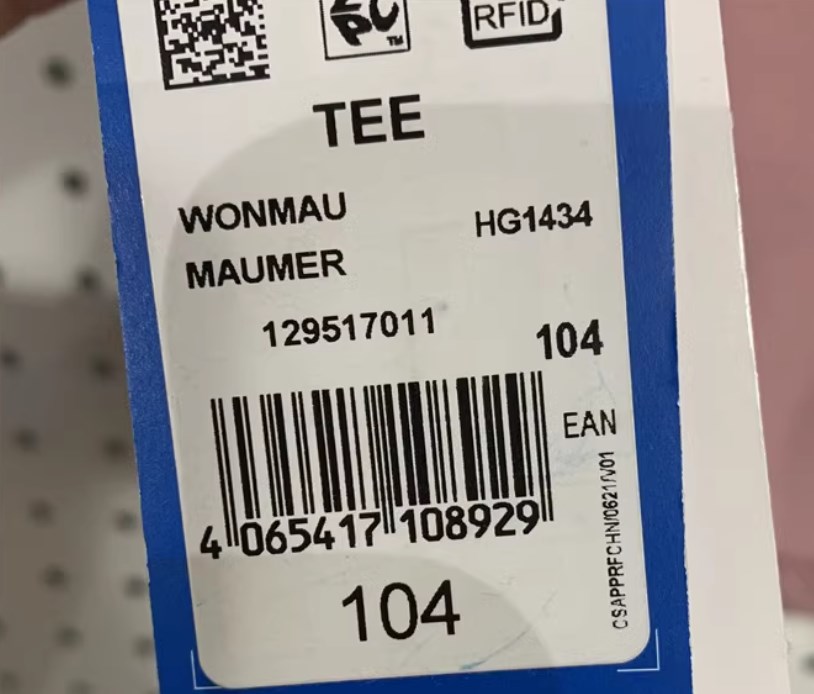 RFID
TEE
WONMAU
HG1434
MAUMER
129517011
104
EAN
4 065417 108929
CSAPPRFCHN/0621/V01
104